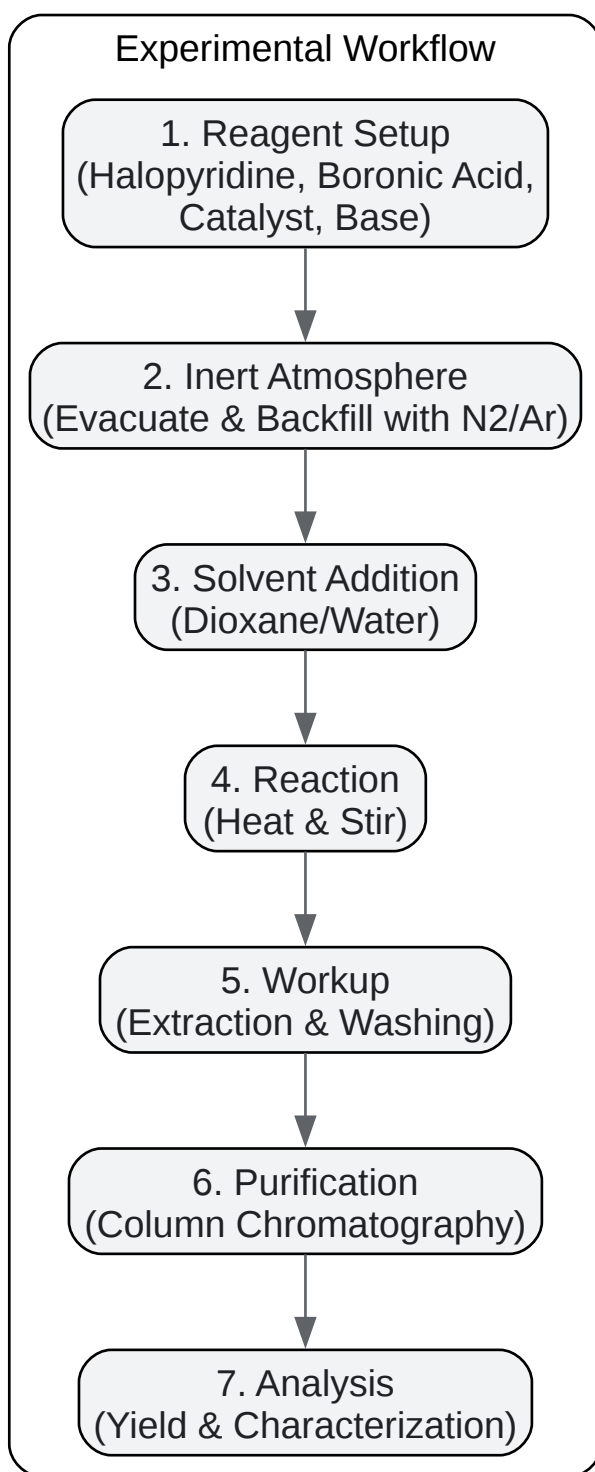 Experimental Workflow
1. Reagent Setup
(Halopyridine, Boronic Acid,
Catalyst, Base)
2. Inert Atmosphere
(Evacuate & Backfill with N2/Ar)
3. Solvent Addition
(Dioxane/Water)
4. Reaction
(Heat & Stir)
5. Workup
(Extraction & Washing)
6. Purification
(Column Chromatography)
7. Analysis
(Yield & Characterization)